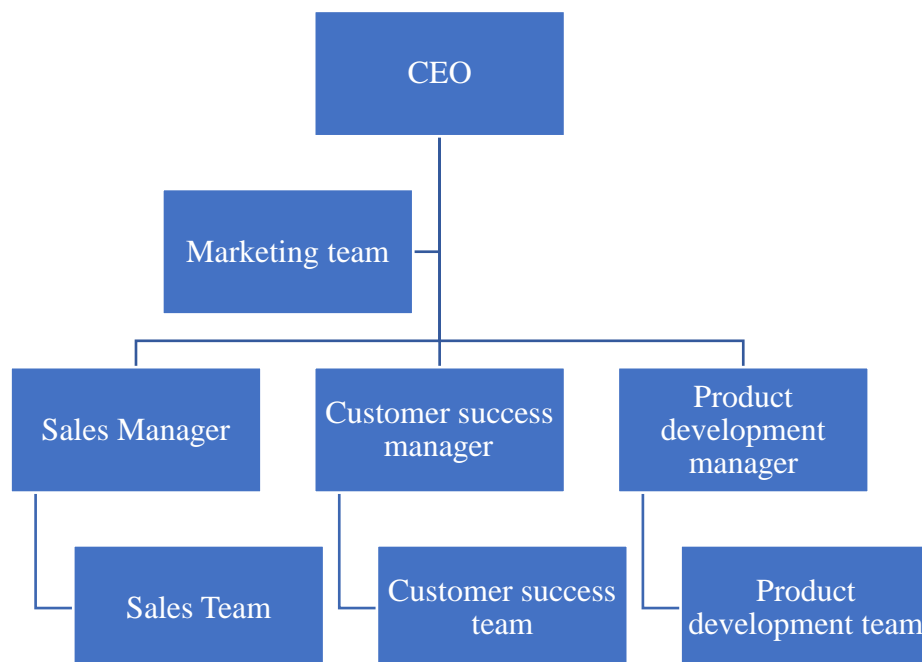 CEO
Marketing team
Sales Manager
Customer success
manager
Product
development
manager
Sales Team
Customer success
team
Product
development team